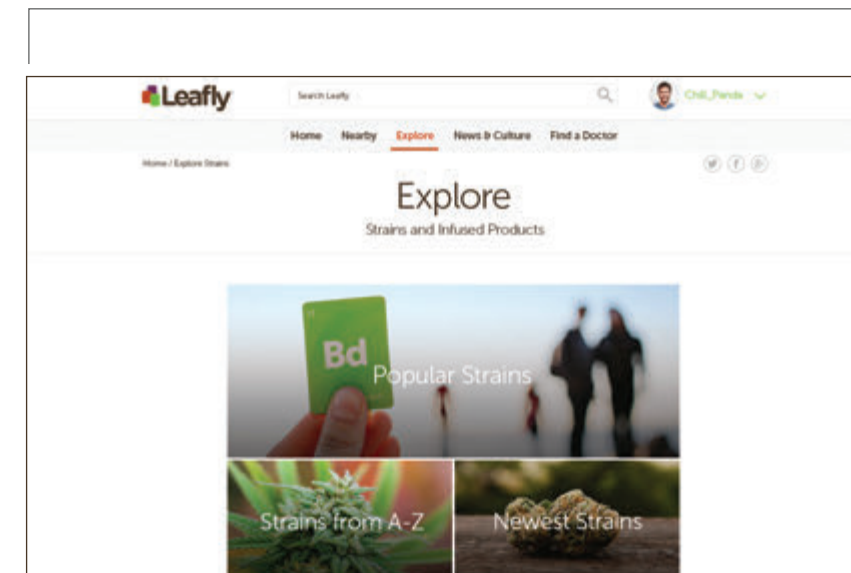 Leafly
Search Leafly
Chill_Panda
Home Nearby Explore News & Culture Find a Doctor
Home / Explore Strains
Explore
Strains and Infused Products
Bd
Popular Strains
Strains from A-Z
Newest Strains